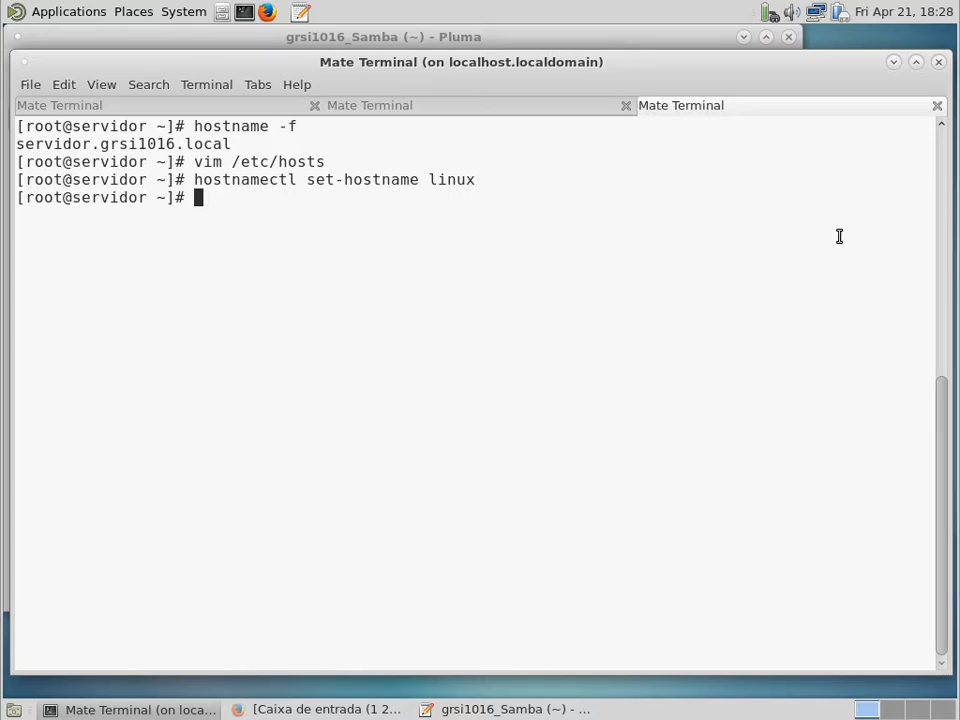 Applications Places System
Fri Apr 21, 18:28
grsi1016_Samba (~) - Pluma
Mate Terminal (on localhost.localdomain)
File Edit View Search Terminal Tabs Help
Mate Terminal
Mate Terminal
Mate Terminal
[root@servidor ~]# hostname -f
servidor.grsi1016.local
[root@servidor ~]# vim /etc/hosts
[root@servidor ~]# hostnamectl set-hostname linux
[root@servidor ~]#
Mate Terminal (on loca...
[Caixa de entrada (1 2...
grsi1016_Samba (~) - ...